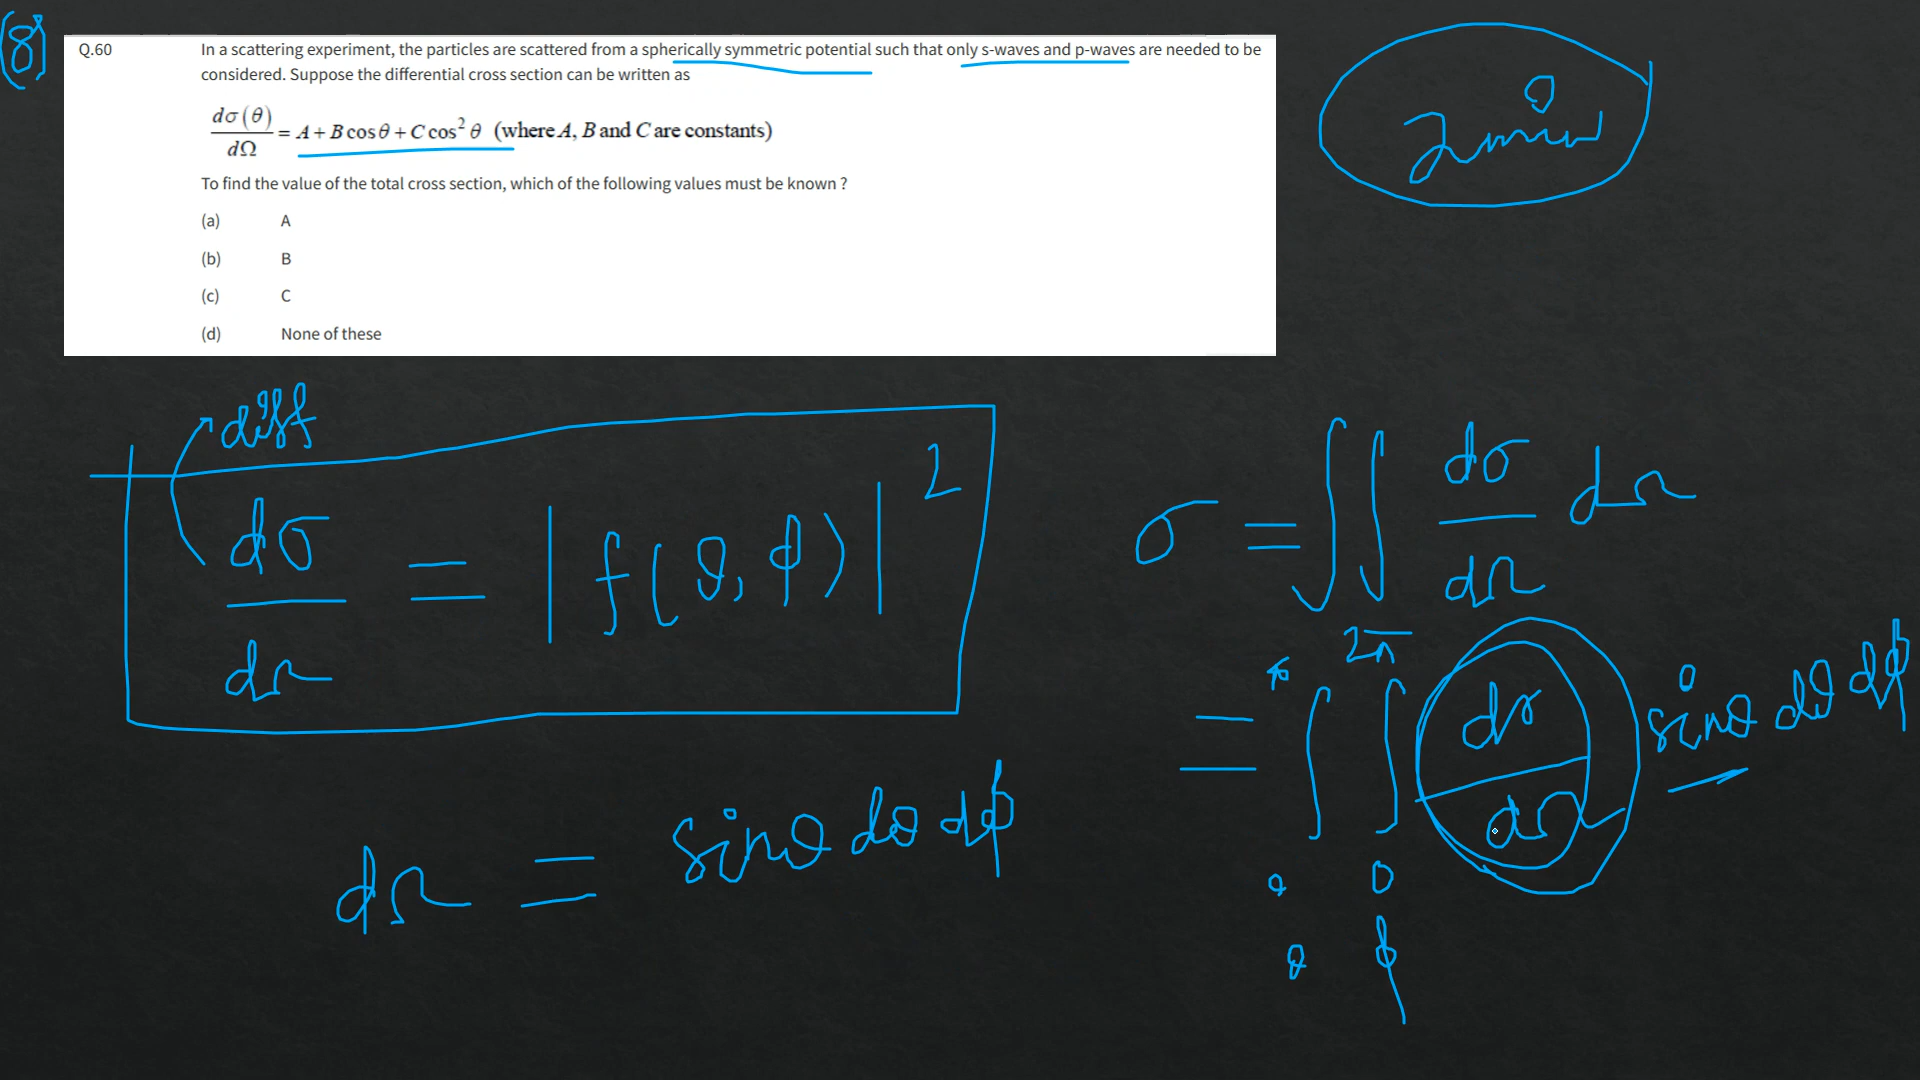 (8)
Q.60 In a scattering experiment, the particles are scattered from a spherically symmetric potential such that only s-waves and p-waves are needed to be
considered. Suppose the differential cross section can be written as
dσ(θ)/dΩ = A + B cos θ + C cos² θ (where A, B and C are constants)
To find the value of the total cross section, which of the following values must be known ?
(a) A
(b) B
(c) C
(d) None of these
2 min
diff
dσ/dΩ = |f(θ, φ)|²
dΩ = sinθ dθ dφ
σ = ∫∫ dσ/dΩ dΩ
= ∫₀^π ∫₀^2π dσ/dΩ sinθ dθ dφ
θ φ